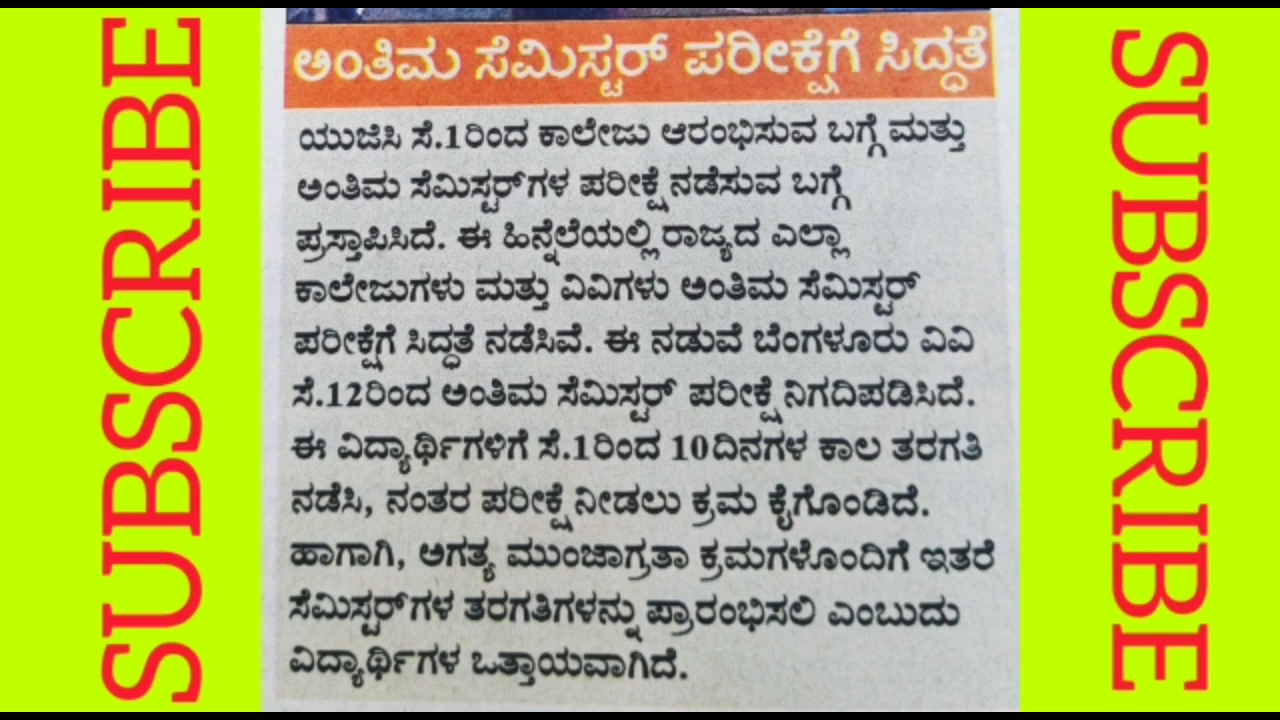 SUBSCRIBE
ಅಂತಿಮ ಸೆಮಿಸ್ಟರ್ ಪರೀಕ್ಷೆಗೆ ಸಿದ್ಧತೆ
ಯುಜಿಸಿ ಸೆ.1ರಿಂದ ಕಾಲೇಜು ಆರಂಭಿಸುವ ಬಗ್ಗೆ ಮತ್ತು
ಅಂತಿಮ ಸೆಮಿಸ್ಟರ್‌ಗಳ ಪರೀಕ್ಷೆ ನಡೆಸುವ ಬಗ್ಗೆ
ಪ್ರಸ್ತಾಪಿಸಿದೆ. ಈ ಹಿನ್ನೆಲೆಯಲ್ಲಿ ರಾಜ್ಯದ ಎಲ್ಲಾ
ಕಾಲೇಜುಗಳು ಮತ್ತು ವಿವಿಗಳು ಅಂತಿಮ ಸೆಮಿಸ್ಟರ್
ಪರೀಕ್ಷೆಗೆ ಸಿದ್ಧತೆ ನಡೆಸಿವೆ. ಈ ನಡುವೆ ಬೆಂಗಳೂರು ವಿವಿ
ಸೆ.12ರಿಂದ ಅಂತಿಮ ಸೆಮಿಸ್ಟರ್ ಪರೀಕ್ಷೆ ನಿಗದಿಪಡಿಸಿದೆ.
ಈ ವಿದ್ಯಾರ್ಥಿಗಳಿಗೆ ಸೆ.1ರಿಂದ 10ದಿನಗಳ ಕಾಲ ತರಗತಿ
ನಡೆಸಿ, ನಂತರ ಪರೀಕ್ಷೆ ನೀಡಲು ಕ್ರಮ ಕೈಗೊಂಡಿದೆ.
ಹಾಗಾಗಿ, ಅಗತ್ಯ ಮುಂಜಾಗ್ರತಾ ಕ್ರಮಗಳೊಂದಿಗೆ ಇತರೆ
ಸೆಮಿಸ್ಟರ್‌ಗಳ ತರಗತಿಗಳನ್ನು ಪ್ರಾರಂಭಿಸಲಿ ಎಂಬುದು
ವಿದ್ಯಾರ್ಥಿಗಳ ಒತ್ತಾಯವಾಗಿದೆ.
SUBSCRIBE